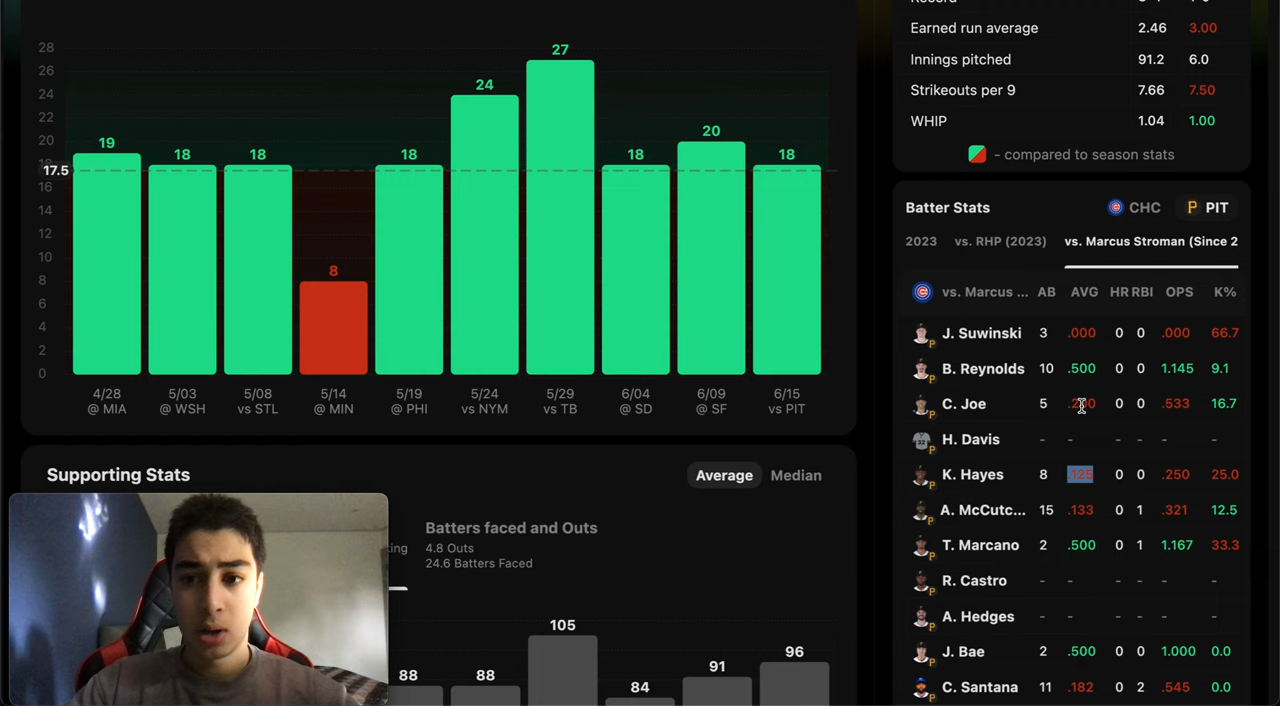 Earned run average 2.46 3.00
Innings pitched 91.2 6.0
Strikeouts per 9 7.66 7.50
WHIP 1.04 1.00
- compared to season stats
28
26
24
22
20
17.5
16
14
12
10
8
6
4
2
0
19
18
18
8
18
24
27
18
20
18
4/28 5/03 5/08 5/14 5/19 5/24 5/29 6/04 6/09 6/15
@ MIA @ WSH vs STL @ MIN @ PHI vs NYM vs TB @ SD @ SF vs PIT
Batter Stats CHC P PIT
2023 vs. RHP (2023) vs. Marcus Stroman (Since 2
vs. Marcus ... AB AVG HR RBI OPS K%
J. Suwinski 3 .000 0 0 .000 66.7
B. Reynolds 10 .500 0 0 1.145 9.1
C. Joe 5 0 0 .533 16.7
H. Davis - - - - - -
K. Hayes 8 .125 0 0 .250 25.0
A. McCutc... 15 .133 0 1 .321 12.5
T. Marcano 2 .500 0 1 1.167 33.3
R. Castro - - - - - -
A. Hedges - - - - - -
J. Bae 2 .500 0 0 1.000 0.0
C. Santana 11 .182 0 2 .545 0.0
Supporting Stats Average Median
Batters faced and Outs
4.8 Outs
24.6 Batters Faced
88
88
105
84
91
96